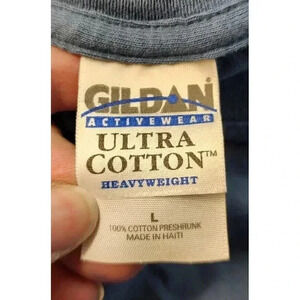 GILDAN
ACTIVEWEAR
ULTRA
COTTON™
HEAVYWEIGHT
L
100% COTTON PRESHRUNK
MADE IN HAITI